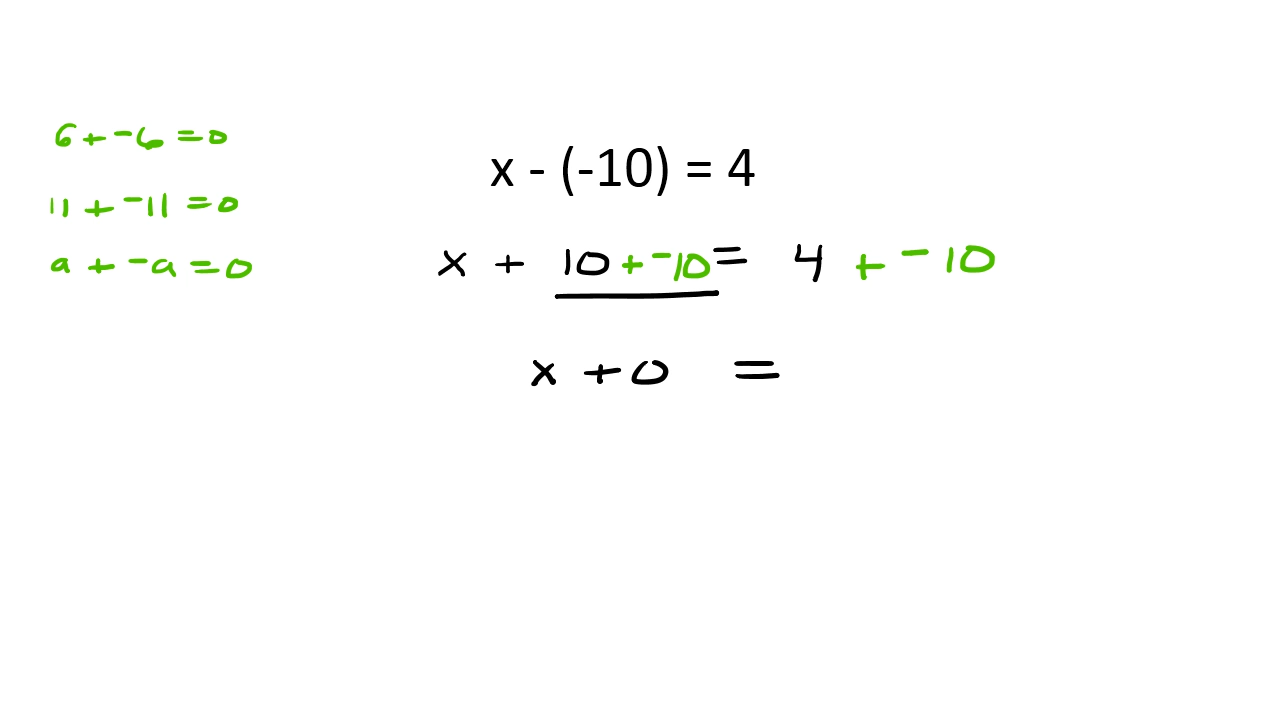 6 + -6 = 0
11 + -11 = 0
a + -a = 0
x - (-10) = 4
x + 10 + -10 = 4 + -10
x + 0 =